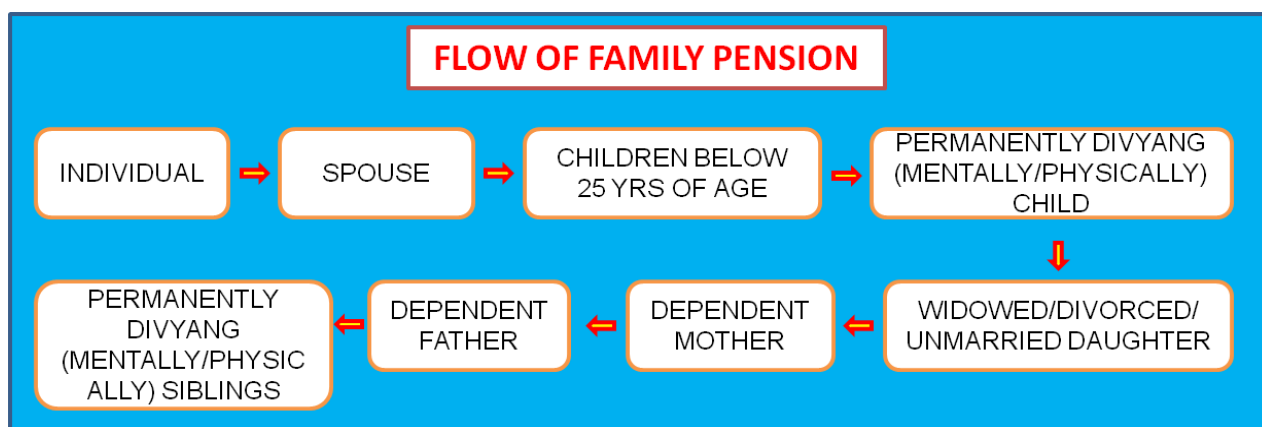 FLOW OF FAMILY PENSION
INDIVIDUAL
SPOUSE
CHILDREN BELOW
25 YRS OF AGE
PERMANENTLY DIVYANG
(MENTALLY/PHYSICALLY)
CHILD
WIDOWED/DIVORCED/
UNMARRIED DAUGHTER
DEPENDENT
MOTHER
DEPENDENT
FATHER
PERMANENTLY
DIVYANG
(MENTALLY/PHYSIC
ALLY) SIBLINGS